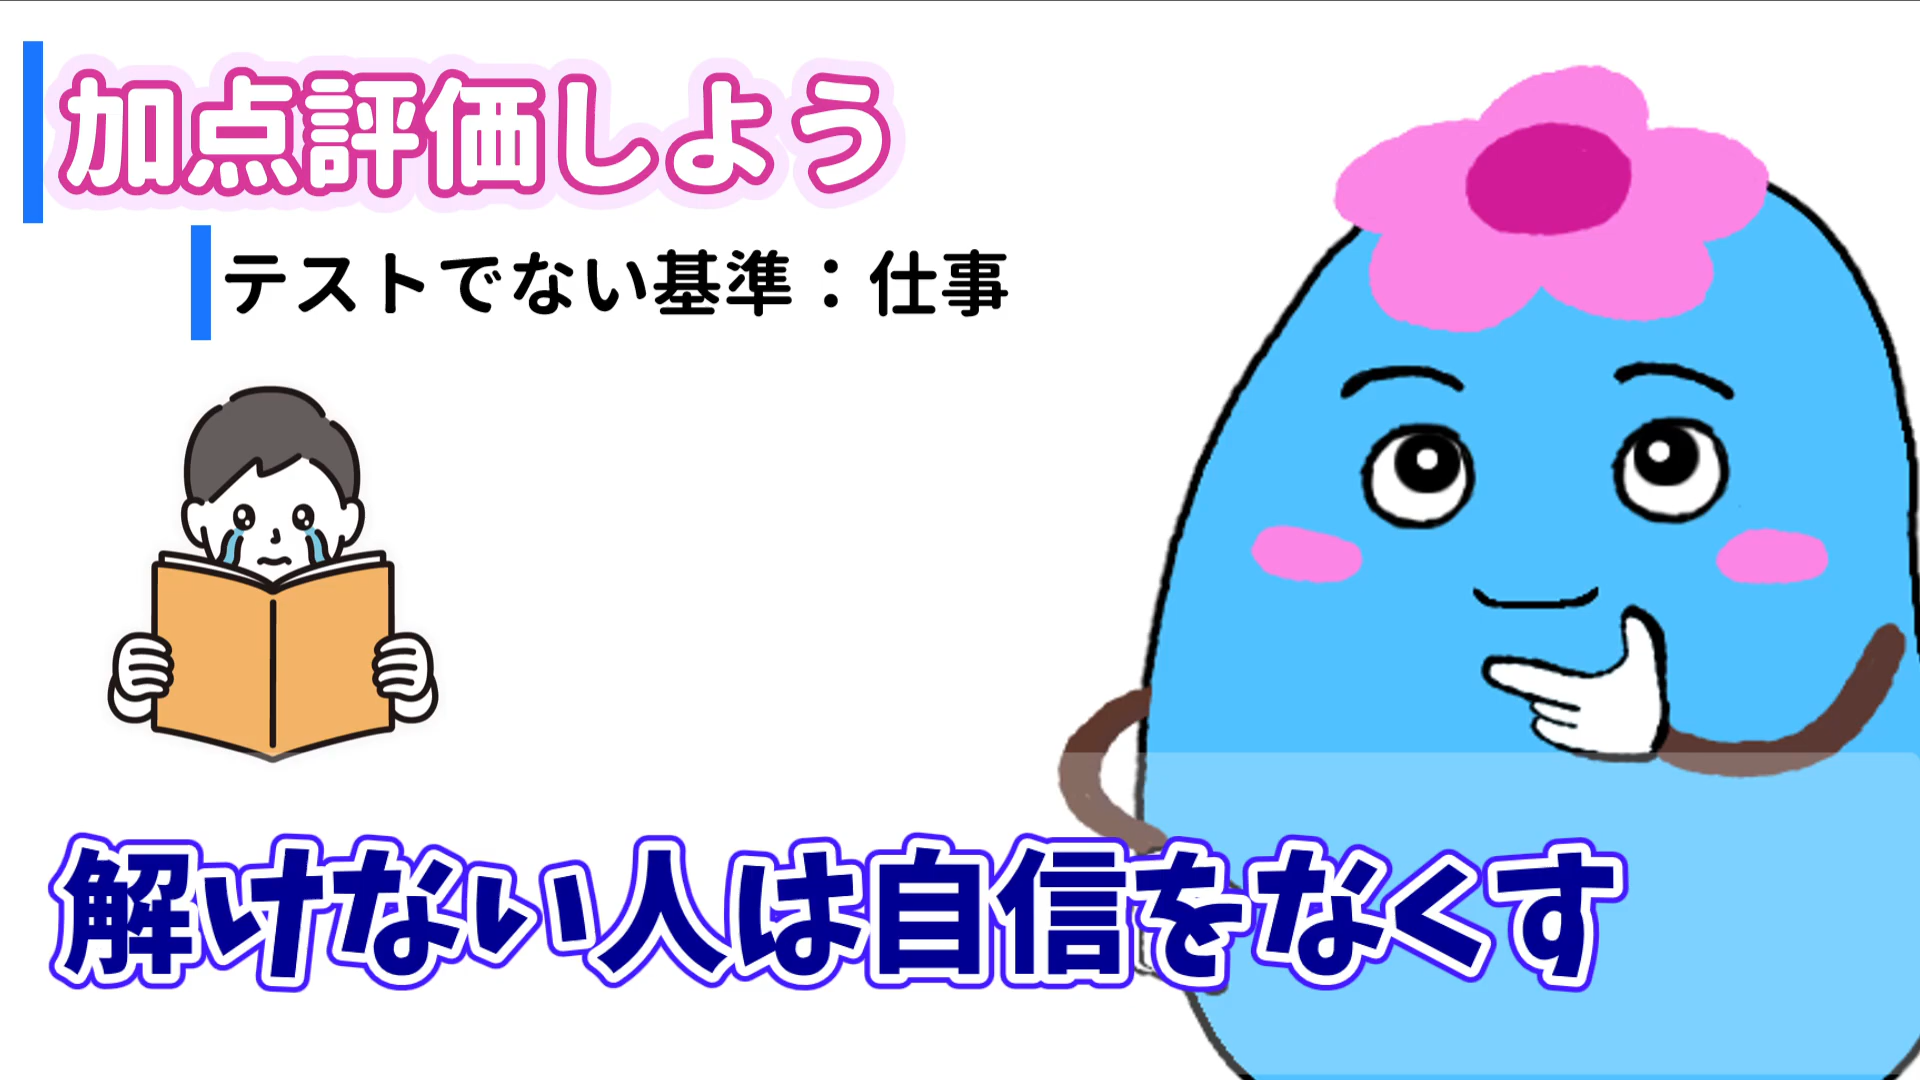 加点評価しよう
テストでない基準：仕事
解けない人は自信をなくす